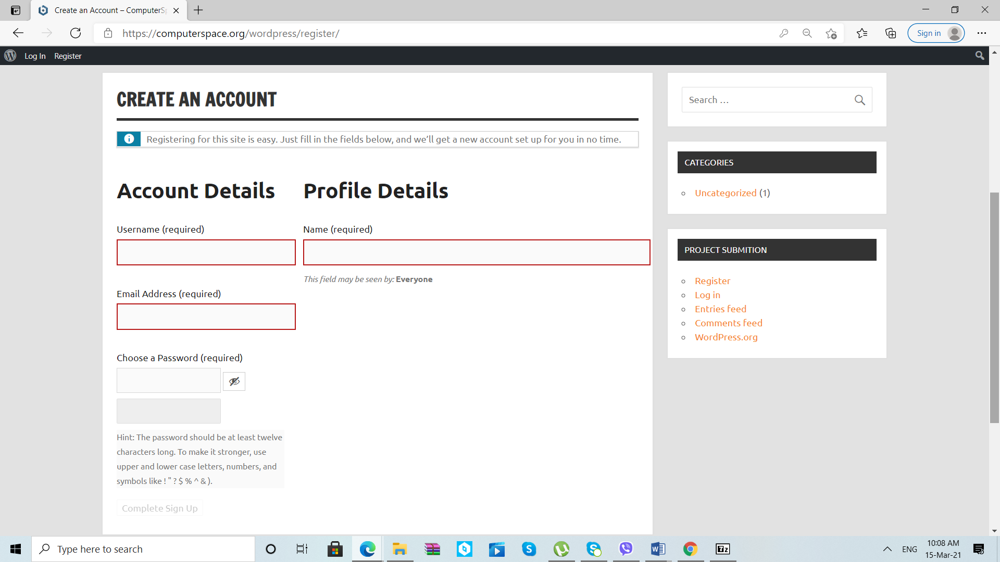 Create an Account – ComputerSp
https://computerspace.org/wordpress/register/
Sign in
Log In
Register
CREATE AN ACCOUNT
Registering for this site is easy. Just fill in the fields below, and we’ll get a new account set up for you in no time.
Account Details
Username (required)
Email Address (required)
Choose a Password (required)
Hint: The password should be at least twelve
characters long. To make it stronger, use
upper and lower case letters, numbers, and
symbols like ! " ? $ % ^ & ).
Complete Sign Up
Profile Details
Name (required)
This field may be seen by: Everyone
Search …
CATEGORIES
Uncategorized (1)
PROJECT SUBMITION
Register
Log in
Entries feed
Comments feed
WordPress.org
Type here to search
ENG
10:08 AM
15-Mar-21